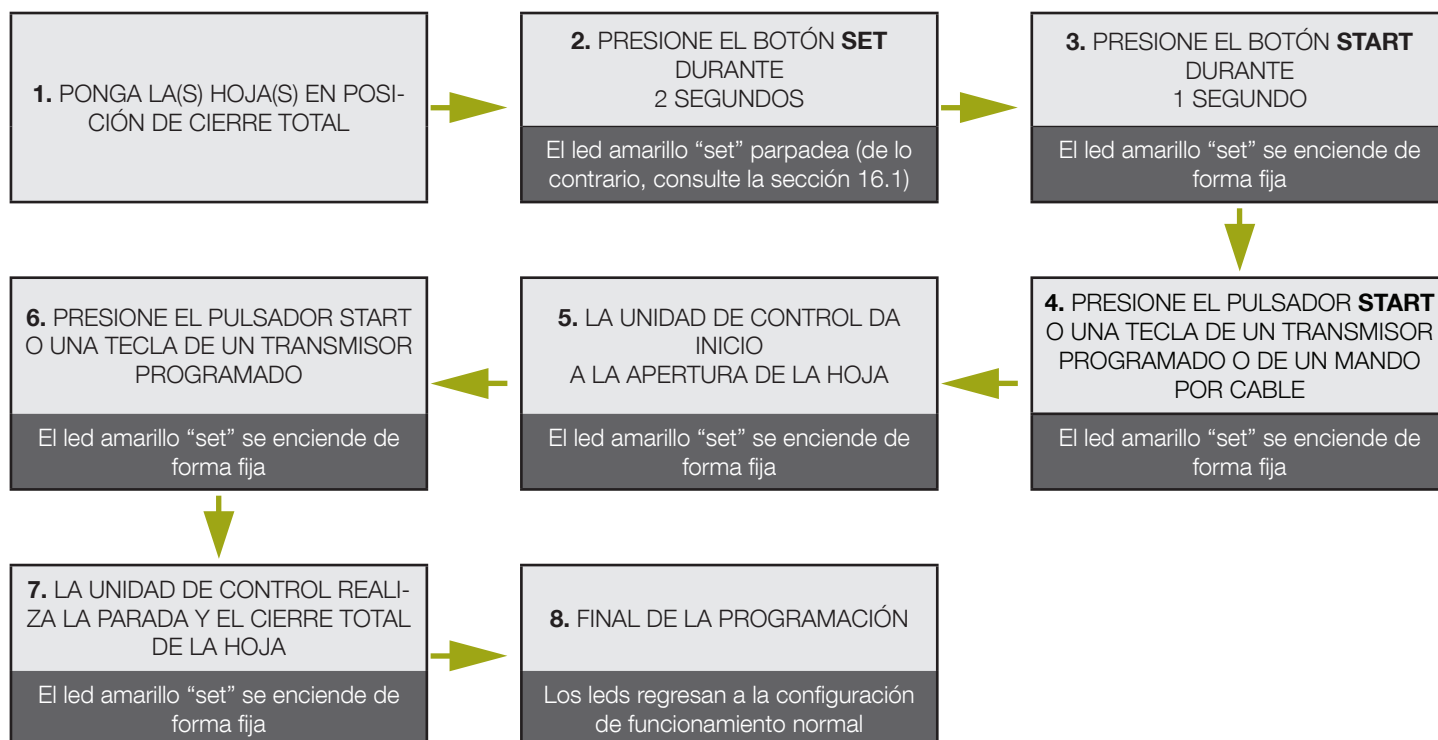 1. PONGA LA(S) HOJA(S) EN POSI-
CIÓN DE CIERRE TOTAL
2. PRESIONE EL BOTÓN SET
DURANTE
2 SEGUNDOS
El led amarillo “set” parpadea (de lo
contrario, consulte la sección 16.1)
3. PRESIONE EL BOTÓN START
DURANTE
1 SEGUNDO
El led amarillo “set” se enciende de
forma fija
4. PRESIONE EL PULSADOR START
O UNA TECLA DE UN TRANSMISOR
PROGRAMADO O DE UN MANDO
POR CABLE
El led amarillo “set” se enciende de
forma fija
5. LA UNIDAD DE CONTROL DA
INICIO
A LA APERTURA DE LA HOJA
El led amarillo “set” se enciende de
forma fija
6. PRESIONE EL PULSADOR START
O UNA TECLA DE UN TRANSMISOR
PROGRAMADO
El led amarillo “set” se enciende de
forma fija
7. LA UNIDAD DE CONTROL REALI-
ZA LA PARADA Y EL CIERRE TOTAL
DE LA HOJA
El led amarillo “set” se enciende de
forma fija
8. FINAL DE LA PROGRAMACIÓN
Los leds regresan a la configuración
de funcionamiento normal